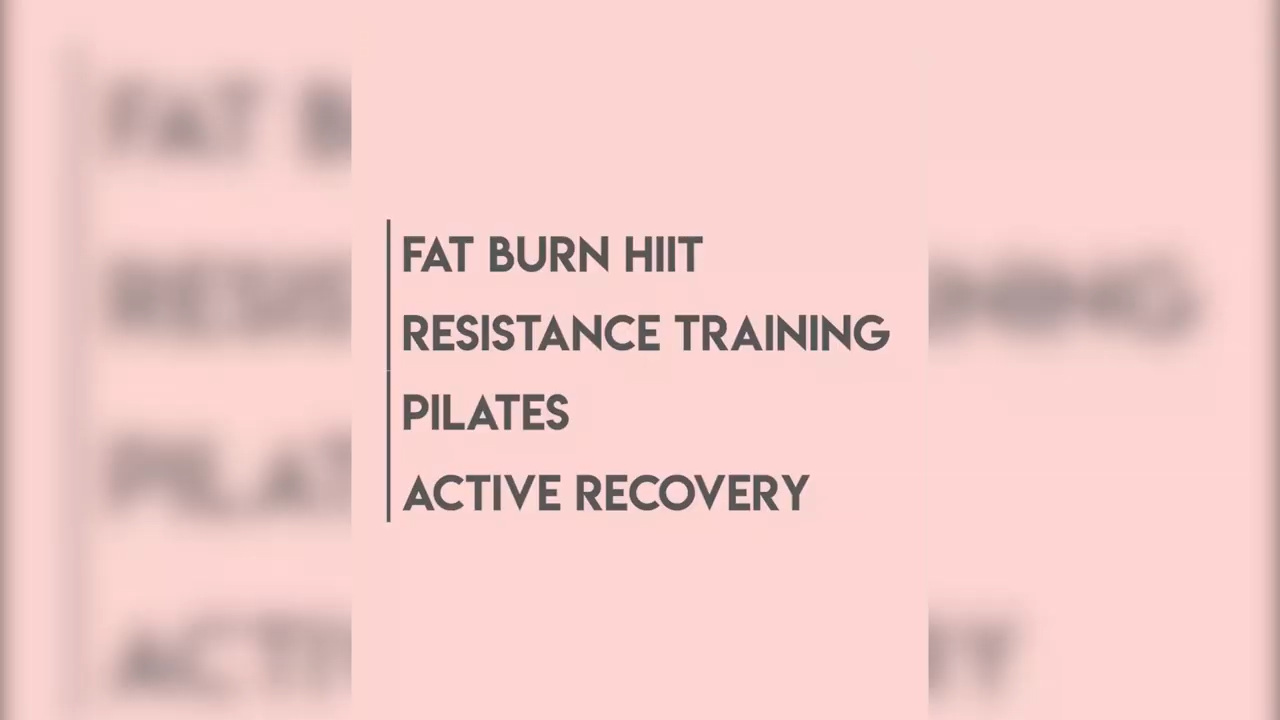 FAT BURN HIIT
RESISTANCE TRAINING
PILATES
ACTIVE RECOVERY